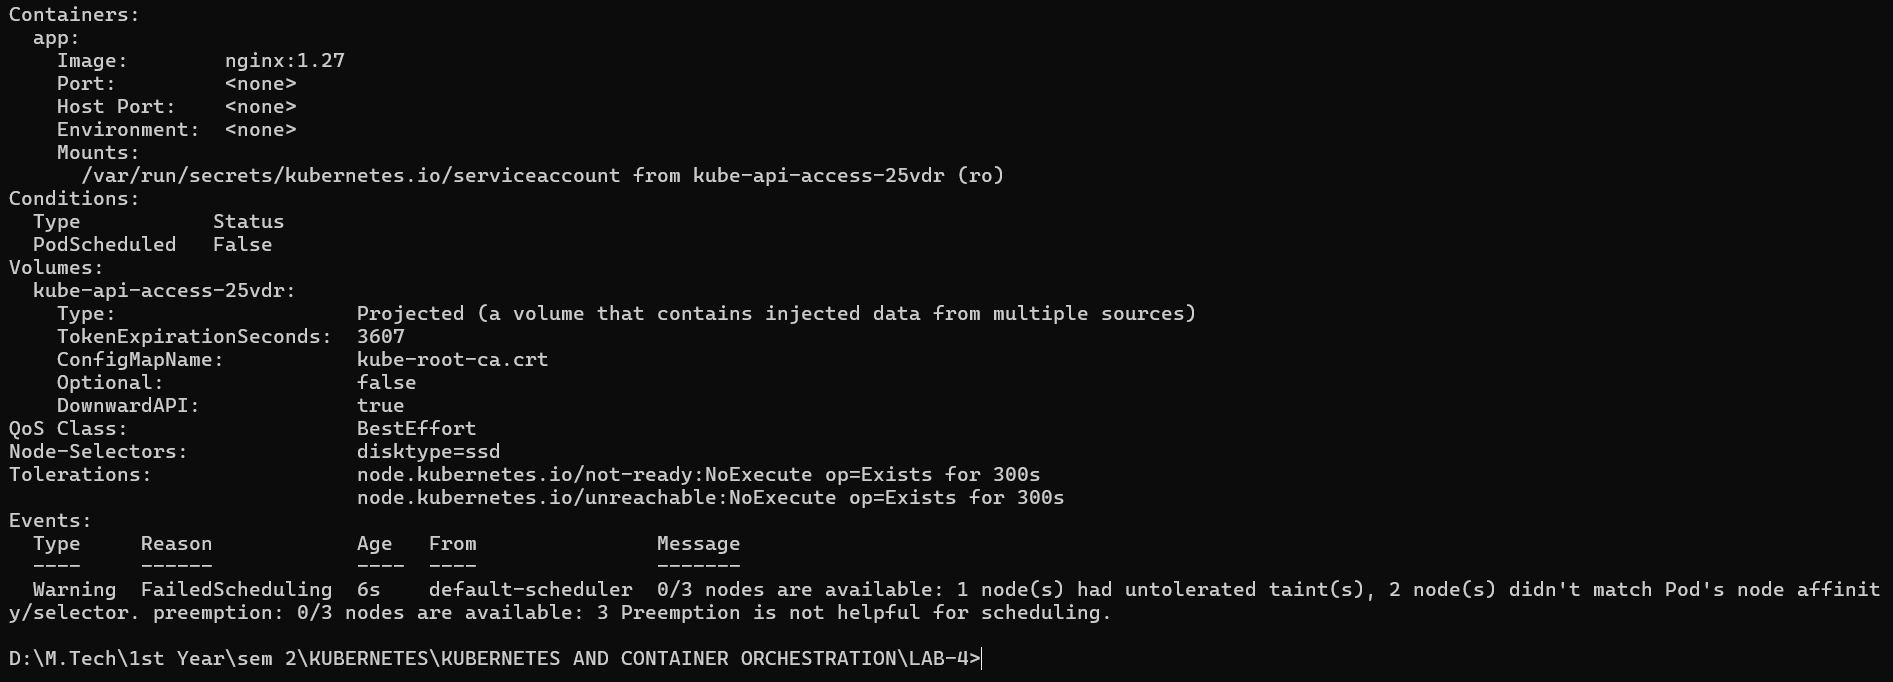 Containers:
  app:
    Image:        nginx:1.27
    Port:         <none>
    Host Port:    <none>
    Environment:  <none>
    Mounts:
      /var/run/secrets/kubernetes.io/serviceaccount from kube-api-access-25vdr (ro)
Conditions:
  Type           Status
  PodScheduled   False
Volumes:
  kube-api-access-25vdr:
    Type:                    Projected (a volume that contains injected data from multiple sources)
    TokenExpirationSeconds:  3607
    ConfigMapName:           kube-root-ca.crt
    Optional:                false
    DownwardAPI:             true
QoS Class:                   BestEffort
Node-Selectors:              disktype=ssd
Tolerations:                 node.kubernetes.io/not-ready:NoExecute op=Exists for 300s
                             node.kubernetes.io/unreachable:NoExecute op=Exists for 300s
Events:
  Type     Reason            Age   From               Message
  ----     ------            ----  ----               -------
  Warning  FailedScheduling  6s    default-scheduler  0/3 nodes are available: 1 node(s) had untolerated taint(s), 2 node(s) didn't match Pod's node affinit
y/selector. preemption: 0/3 nodes are available: 3 Preemption is not helpful for scheduling.
D:\M.Tech\1st Year\sem 2\KUBERNETES\KUBERNETES AND CONTAINER ORCHESTRATION\LAB-4>